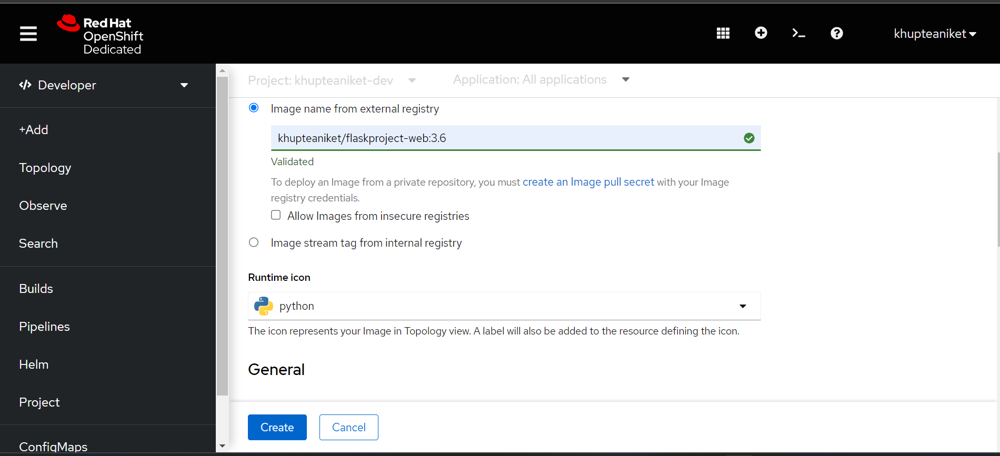 Red Hat
OpenShift
Dedicated
khupteaniket
Developer
+Add
Topology
Observe
Search
Builds
Pipelines
Helm
Project
ConfigMaps
Project: khupteaniket-dev
Application: All applications
Image name from external registry
khupteaniket/flaskproject-web:3.6
Validated
To deploy an Image from a private repository, you must create an Image pull secret with your Image
registry credentials.
Allow Images from insecure registries
Image stream tag from internal registry
Runtime icon
python
The icon represents your Image in Topology view. A label will also be added to the resource defining the icon.
General
Create
Cancel